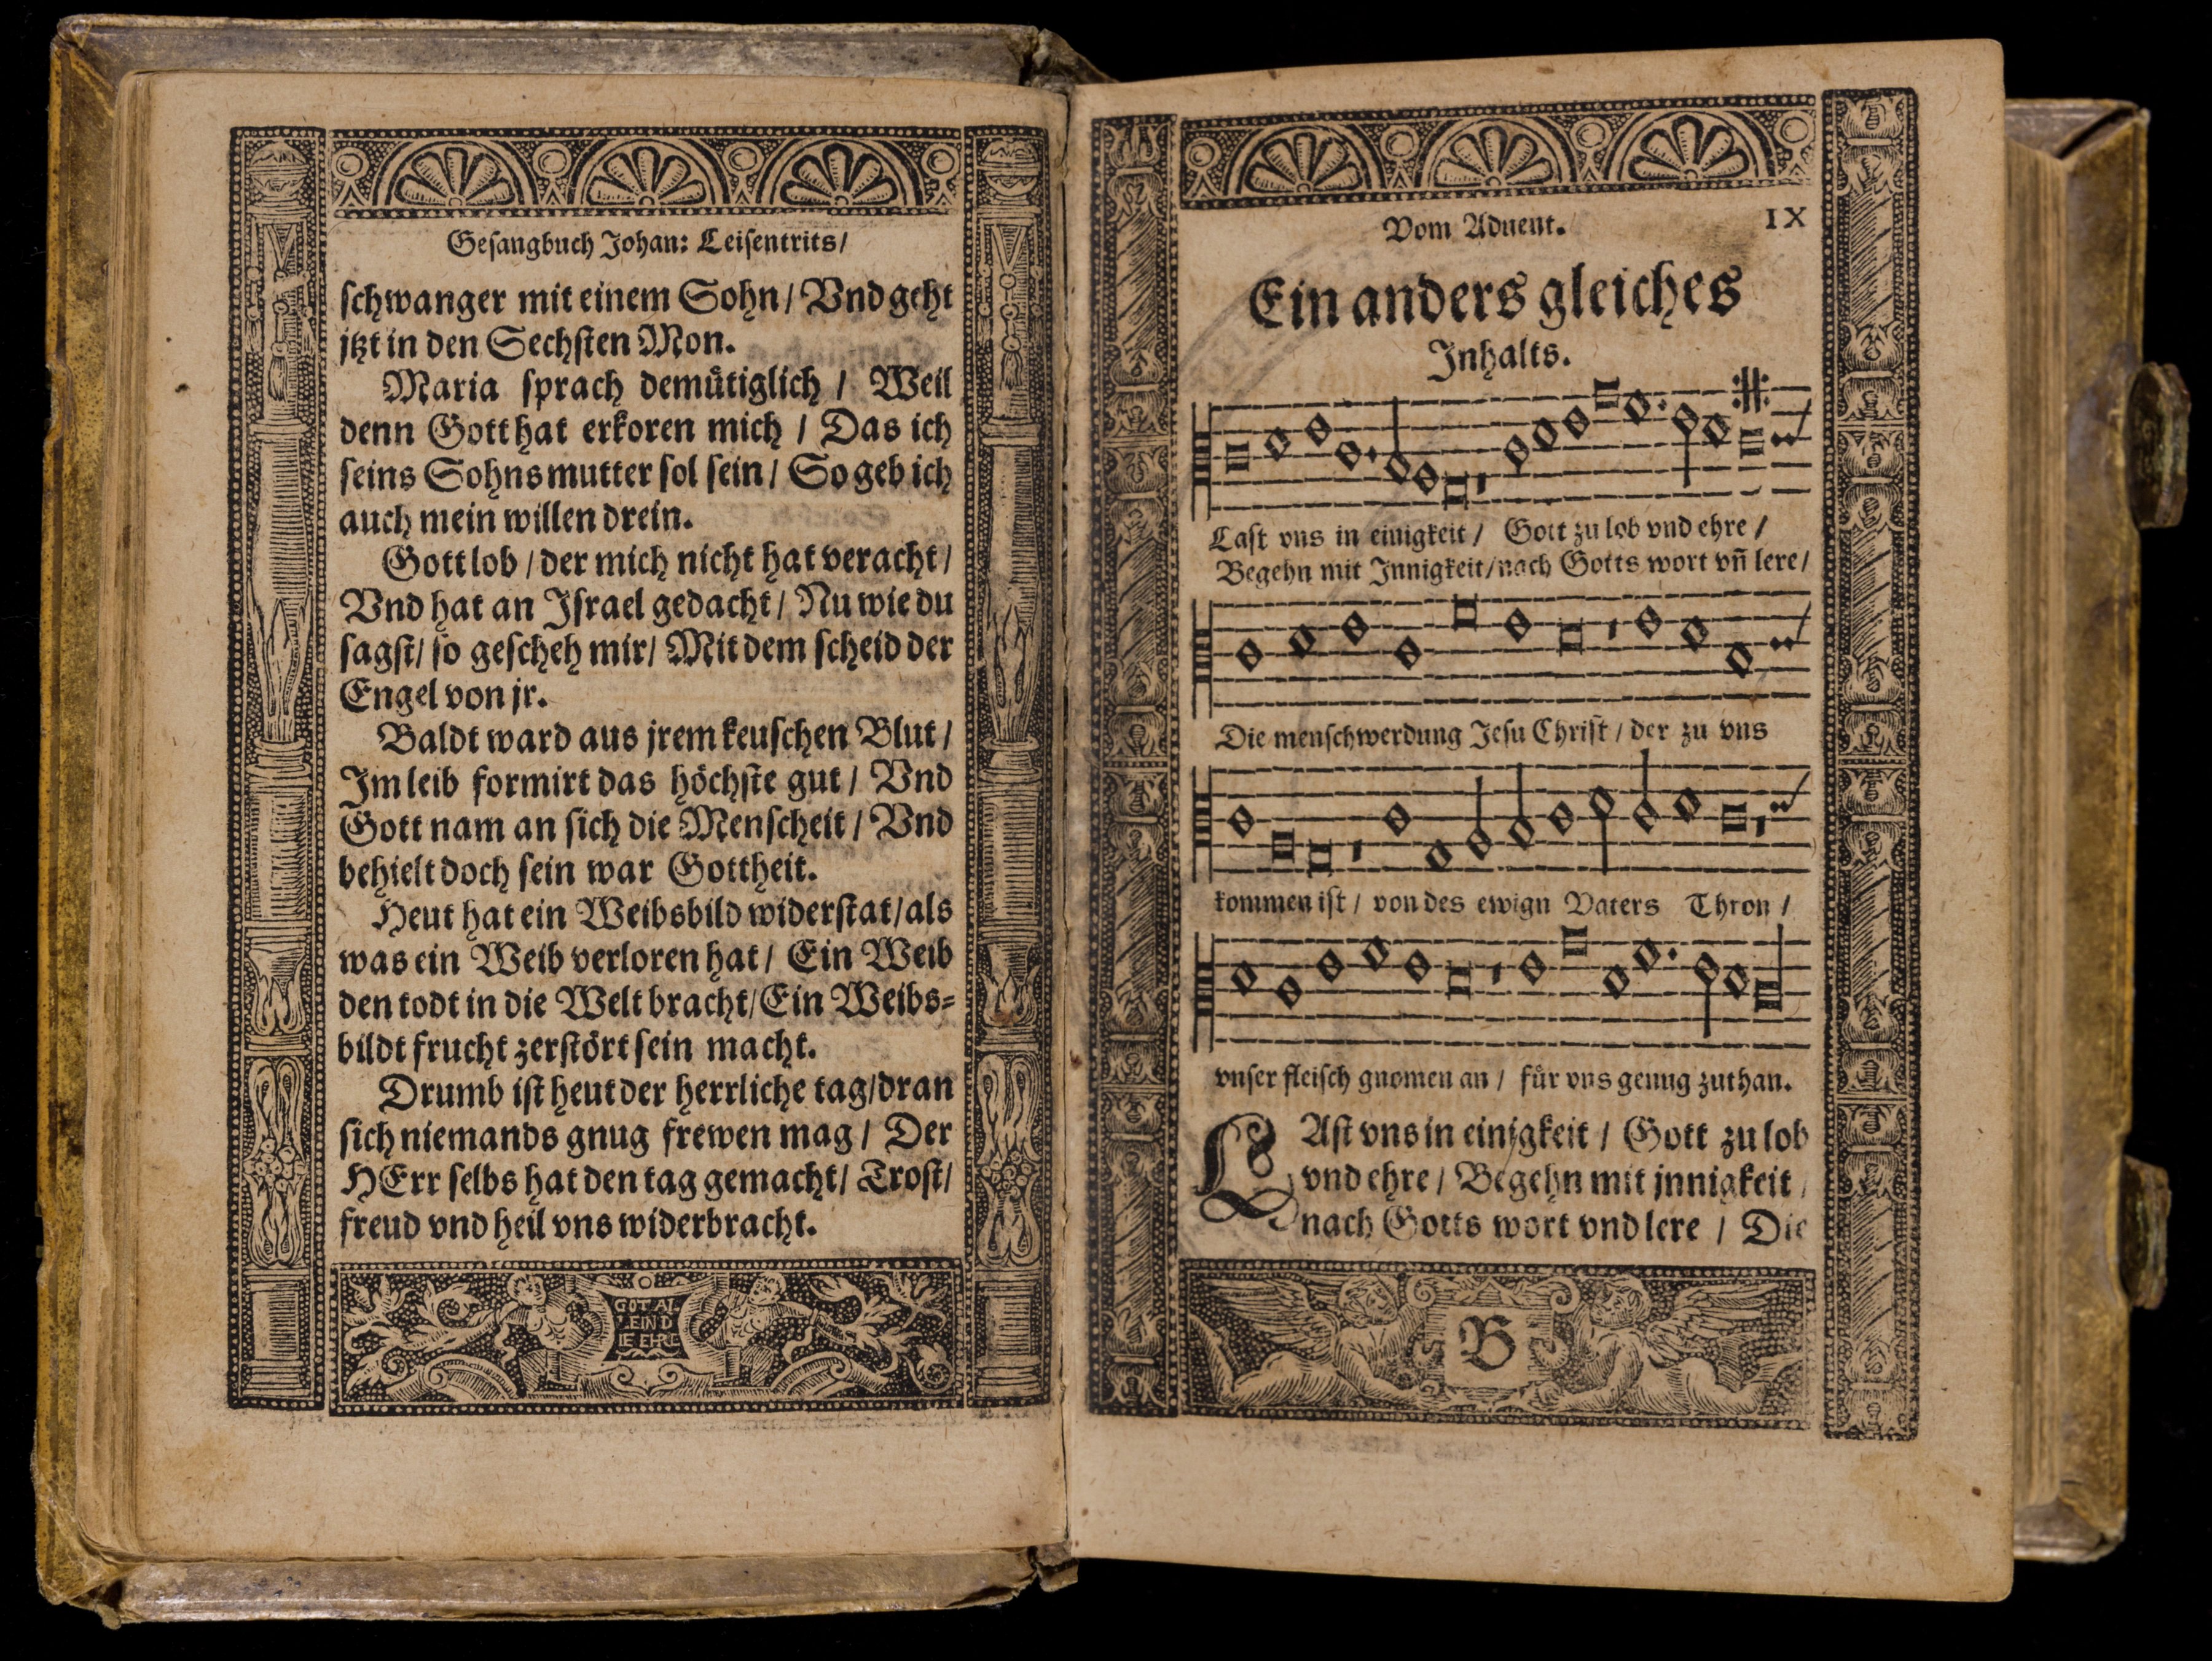 Gesangbuch Johan: Leisentrits/
schwanger mit einem Sohn / Vnd geht
jtzt in den Sechsten Mon.
Maria sprach demütiglich / Weil
denn Gott hat erkoren mich / Das ich
seins Sohns mutter sol sein / So geb ich
auch mein willen drein.
Gott lob / der mich nicht hat veracht /
Vnd hat an Israel gedacht / Nu wie du
sagst / so gescheh mir / Mit dem scheid der
Engel von jr.
Baldt ward aus jrem keuschen Blut /
Im leib formirt das höchste gut / Vnd
Gott nam an sich die Menscheit / Vnd
behielt doch sein war Gottheit.
Heut hat ein Weibsbild widerstat / als
was ein Weib verloren hat / Ein Weib
den todt in die Welt bracht / Ein Weibs=
bildt frucht zerstört sein macht.
Drumb ist heut der herrliche tag / dran
sich niemands gnug frewen mag / Der
HErr selbs hat den tag gemacht / Trost /
freud vnd heil vns widerbracht.
GOT AL
LEIN D
IE EHRE
Vom Aduent.
IX
Ein anders gleiches
Inhalts.
Last vns in einigkeit / Gott zu lob vnd ehre /
Begehn mit Innigkeit / nach Gotts wort vn̄ lere /
Die menschwerdung Jesu Christ / der zu vns
kommen ist / von des ewign Vaters Thron /
vnser fleisch gnomen an / für vns genug zuthan.
LAst vns in einigkeit / Gott zu lob
vnd ehre / Begehn mit jnnigkeit /
nach Gotts wort vnd lere / Die
B